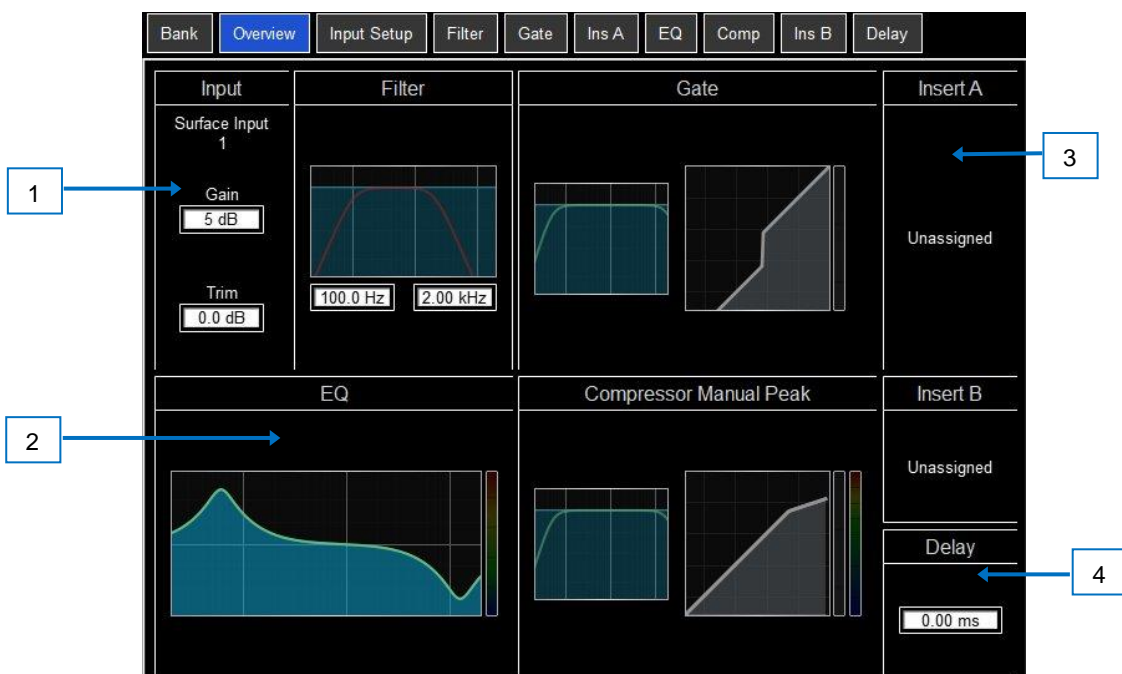 Bank Overview Input Setup Filter Gate Ins A EQ Comp Ins B Delay
Input Filter Gate Insert A
Surface Input
1
3
1
Gain
5 dB
Unassigned
Trim
0.0 dB
100.0 Hz 2.00 kHz
EQ Compressor Manual Peak Insert B
2
Unassigned
Delay
4
0.00 ms